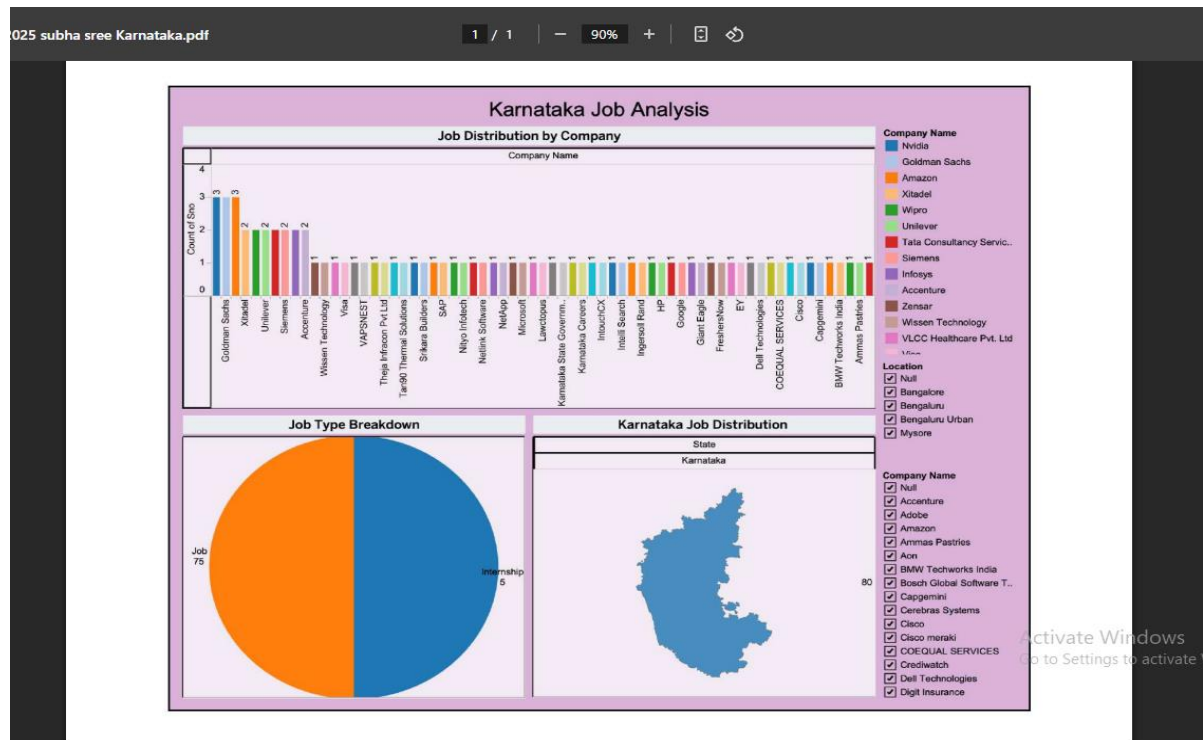 2025 subha sree Karnataka.pdf
1 / 1
90%
Karnataka Job Analysis
Job Distribution by Company
Company Name
Count of Sno
4
3
2
1
0
3 3 2 2 2 2 1 1 1 1 1 1 1 1 1 1 1 1 1 1 1 1 1 1 1 1 1 1 1 1 1 1 1
Goldman Sachs
Xitadel
Unilever
Siemens
Accenture
Wissen Technology
Visa
VAPSNEST
Theja Infracon Pvt Ltd
Tan90 Thermal Solutions
Srikara Builders
SAP
Nityo Infotech
Netlink Software
NetApp
Microsoft
Lawctopus
Karnataka State Governm..
Karnataka Careers
IntouchCX
Intelli Search
Ingersoll Rand
HP
Google
Giant Eagle
FreshersNow
EY
Dell Technologies
COEQUAL SERVICES
Cisco
Capgemini
BMW Techworks India
Ammas Pastries
Company Name
Nvidia
Goldman Sachs
Amazon
Xitadel
Wipro
Unilever
Tata Consultancy Servic..
Siemens
Infosys
Accenture
Zensar
Wissen Technology
VLCC Healthcare Pvt. Ltd
Visa
Location
Null
Bangalore
Bengaluru
Bengaluru Urban
Mysore
Job Type Breakdown
Job
75
Internship
5
Karnataka Job Distribution
State
Karnataka
80
Company Name
Null
Accenture
Adobe
Amazon
Ammas Pastries
Aon
BMW Techworks India
Bosch Global Software T..
Capgemini
Cerebras Systems
Cisco
Cisco meraki
COEQUAL SERVICES
Crediwatch
Dell Technologies
Digit Insurance
Activate Windows
Go to Settings to activate